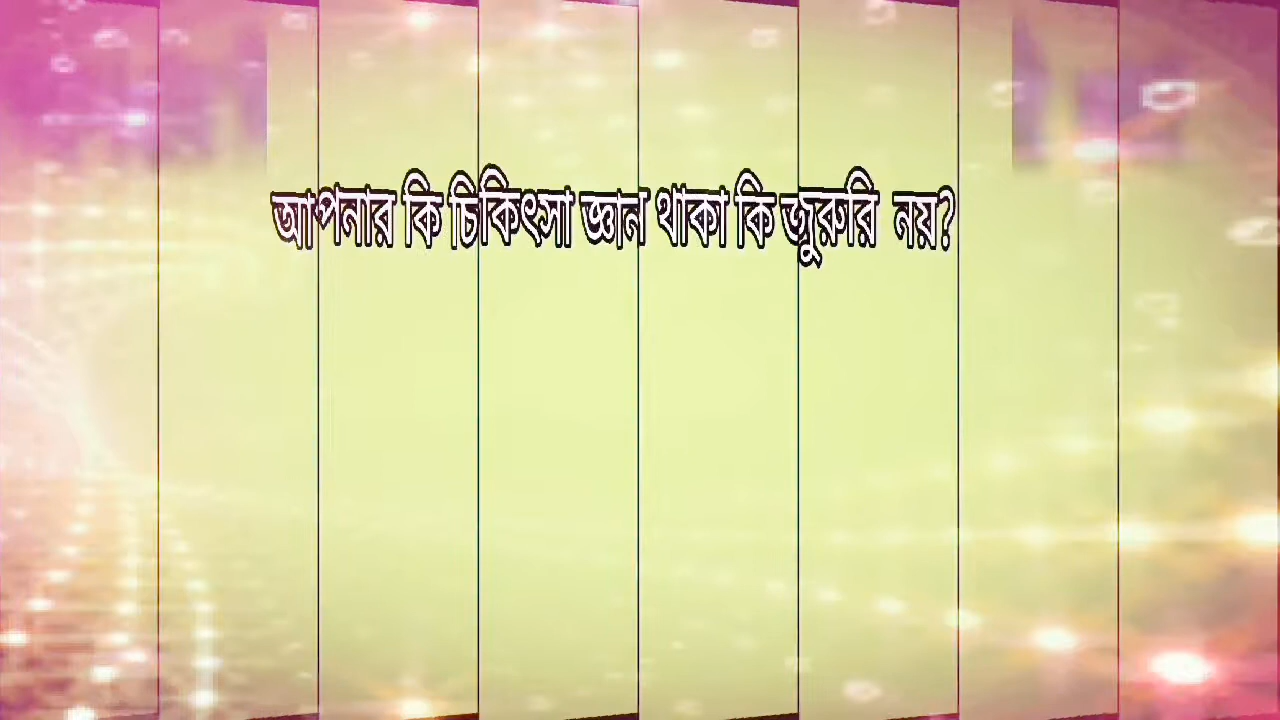 আপনার কি চিকিৎসা জ্ঞান থাকা কি জুরুরি নয়?